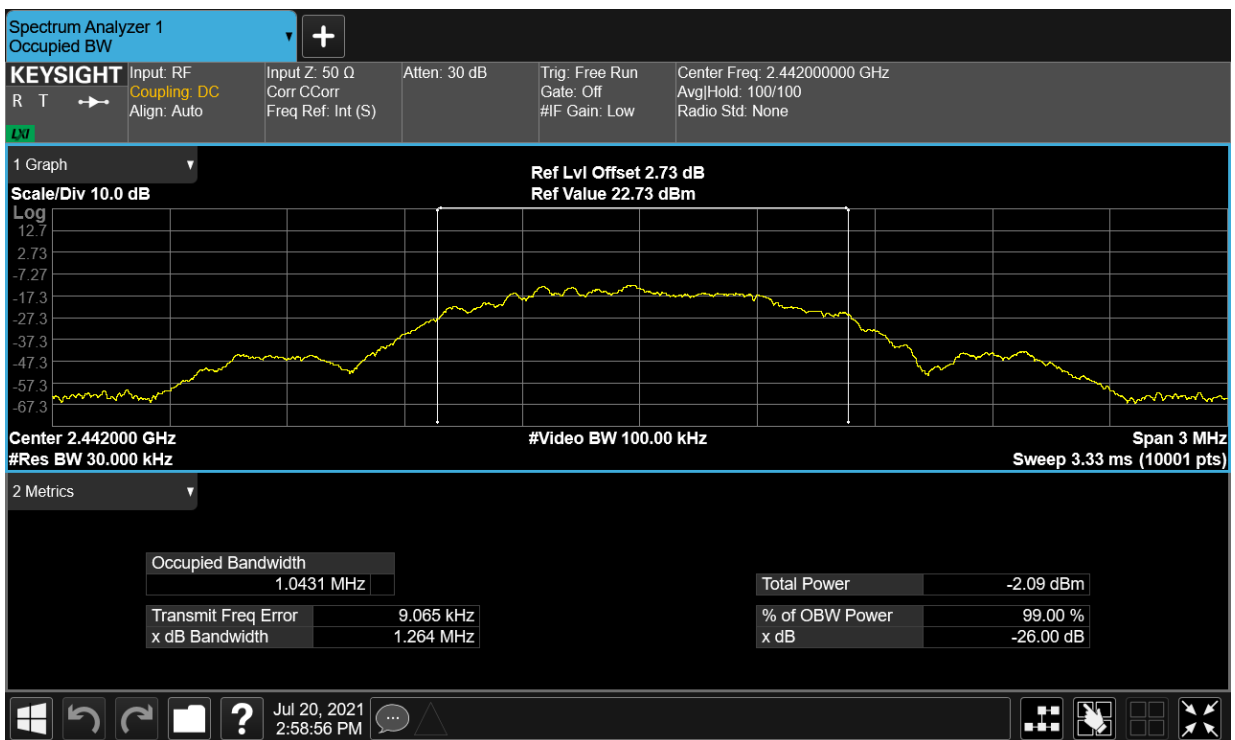 Spectrum Analyzer 1
Occupied BW
▼
+
KEYSIGHT
R T
LXI
Input: RF
Coupling: DC
Align: Auto
Input Z: 50 Ω
Corr CCorr
Freq Ref: Int (S)
Atten: 30 dB
Trig: Free Run
Gate: Off
#IF Gain: Low
Center Freq: 2.442000000 GHz
Avg|Hold: 100/100
Radio Std: None
1 Graph ▼
Ref Lvl Offset 2.73 dB
Scale/Div 10.0 dB
Ref Value 22.73 dBm
Log
12.7
2.73
-7.27
-17.3
-27.3
-37.3
-47.3
-57.3
-67.3
Center 2.442000 GHz
#Video BW 100.00 kHz
Span 3 MHz
#Res BW 30.000 kHz
Sweep 3.33 ms (10001 pts)
2 Metrics ▼
Occupied Bandwidth
1.0431 MHz
Total Power -2.09 dBm
Transmit Freq Error 9.065 kHz
% of OBW Power 99.00 %
x dB Bandwidth 1.264 MHz
x dB -26.00 dB
?
Jul 20, 2021
2:58:56 PM